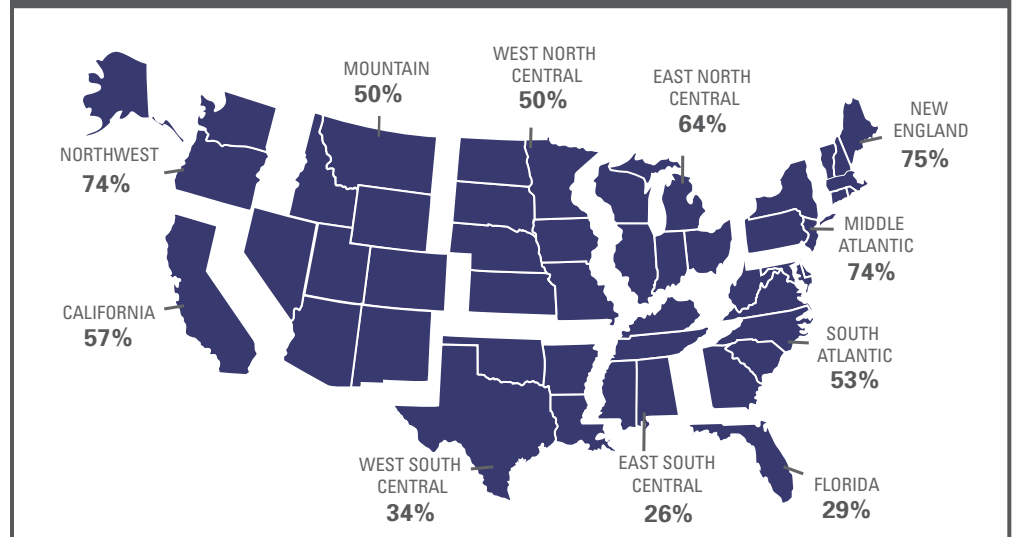 MOUNTAIN
50%
WEST NORTH
CENTRAL
50%
EAST NORTH
CENTRAL
64%
NEW
ENGLAND
75%
NORTHWEST
74%
MIDDLE
ATLANTIC
74%
CALIFORNIA
57%
SOUTH
ATLANTIC
53%
WEST SOUTH
CENTRAL
34%
EAST SOUTH
CENTRAL
26%
FLORIDA
29%